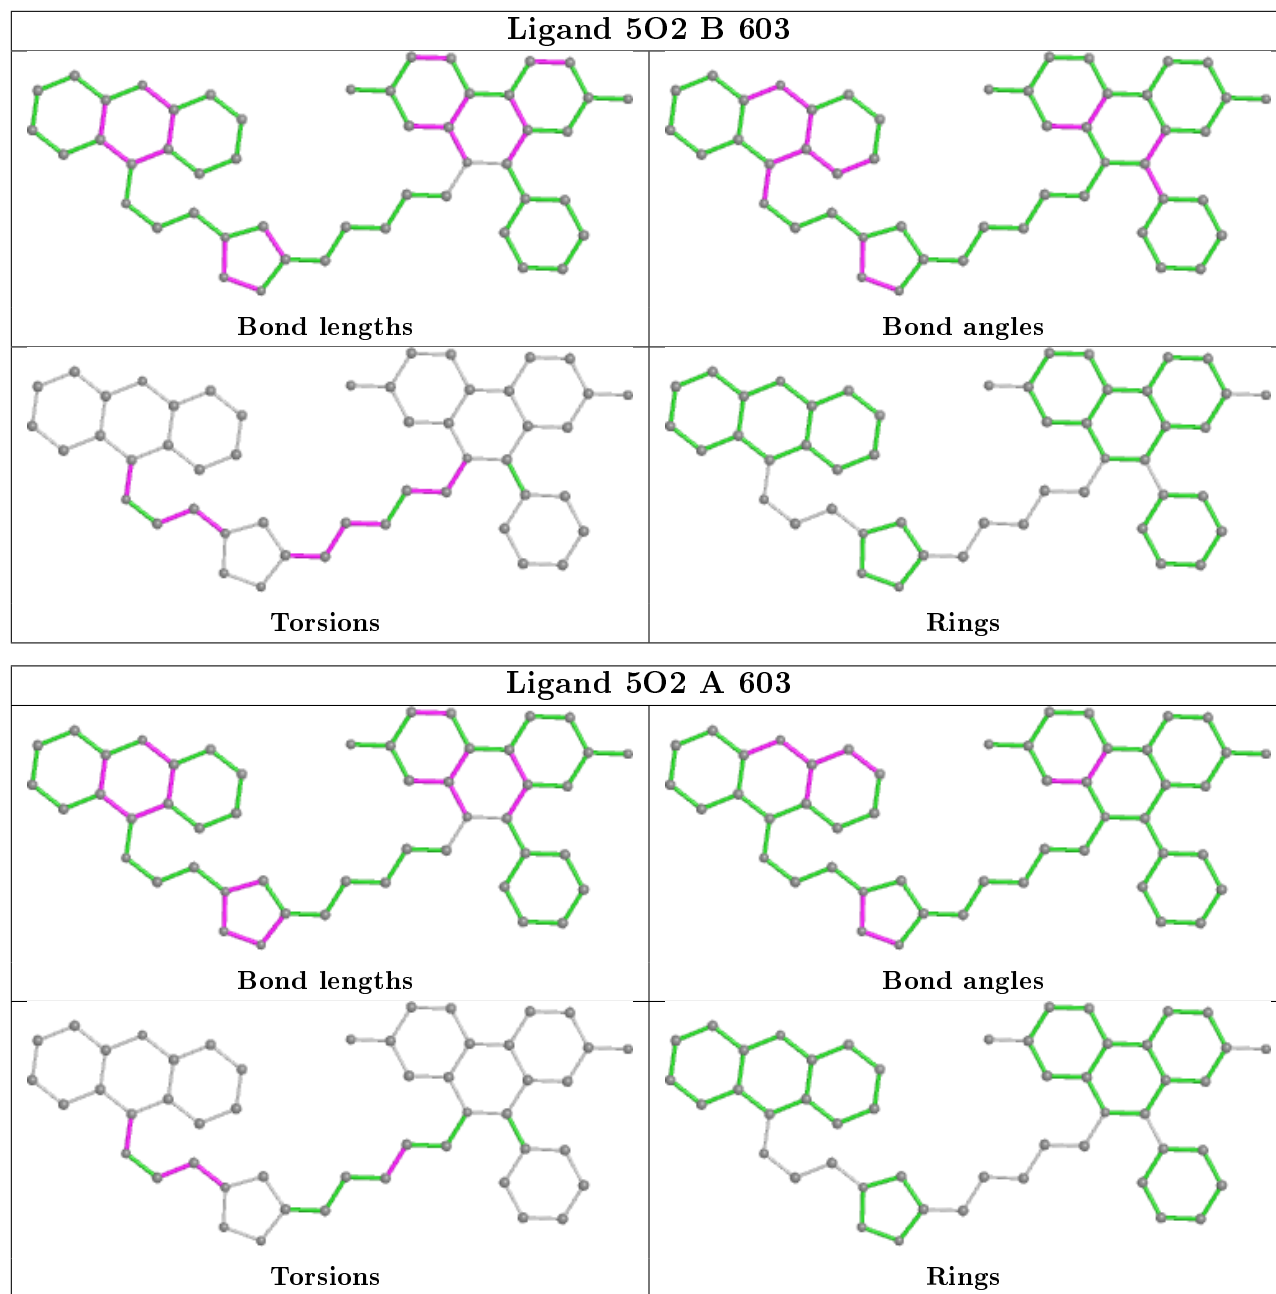 Ligand 5O2 B 603
Bond lengths
Bond angles
Torsions
Rings
Ligand 5O2 A 603
Bond lengths
Bond angles
Torsions
Rings